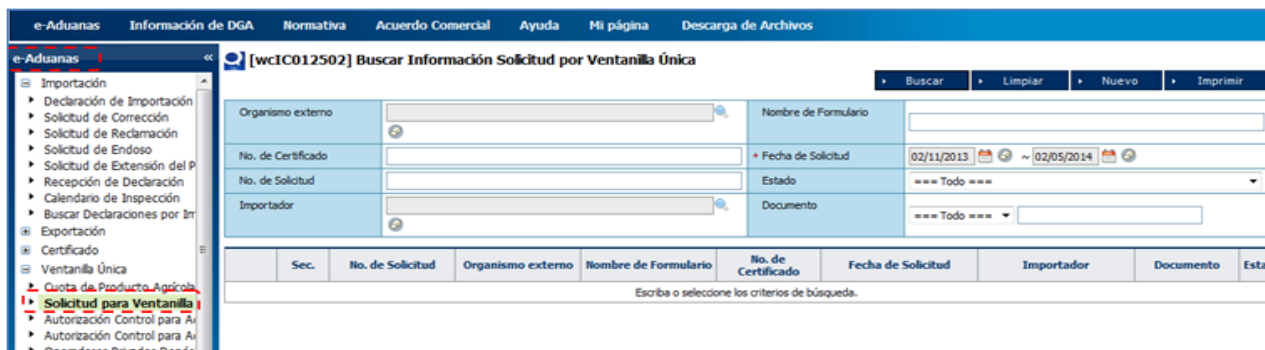 e-Aduanas Información de DGA Normativa Acuerdo Comercial Ayuda Mi página Descarga de Archivos
e-Aduanas «
Importación
Declaración de Importación
Solicitud de Corrección
Solicitud de Reclamación
Solicitud de Endoso
Solicitud de Extensión del P
Recepción de Declaración
Calendario de Inspección
Buscar Declaraciones por Im
Exportación
Certificado
Ventanilla Única
Cuota de Producto Agrícola
Solicitud para Ventanilla
Autorización Control para A
Autorización Control para A
[wcIC012502] Buscar Información Solicitud por Ventanilla Única
Buscar Limpiar Nuevo Imprimir
Organismo externo Nombre de Formulario
No. de Certificado * Fecha de Solicitud 02/11/2013 ~ 02/05/2014
No. de Solicitud Estado === Todo ===
Importador Documento === Todo ===
Sec. No. de Solicitud Organismo externo Nombre de Formulario No. de Certificado Fecha de Solicitud Importador Documento Esta
Escriba o seleccione los criterios de búsqueda.